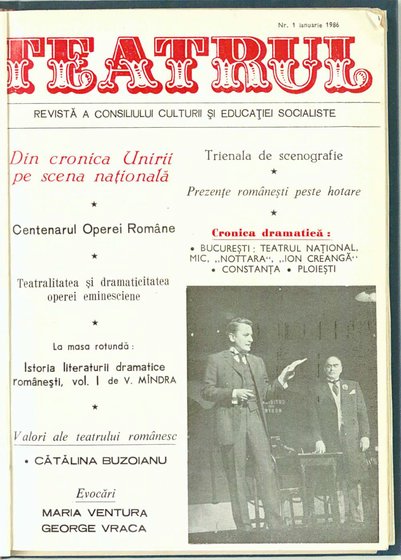 Nr. 1 ianuarie 1986
TEATRUL
REVISTĂ A CONSILIULUI CULTURII ȘI EDUCAȚIEI SOCIALISTE
Din cronica Unirii
pe scena națională
★
Centenarul Operei Române
★
Teatralitatea și dramaticitatea
operei eminesciene
★
La masa rotundă :
Istoria literaturii dramatice
românești, vol. I de V. MÎNDRA
★
Valori ale teatrului românesc
• CĂTĂLINA BUZOIANU
★
Evocări
MARIA VENTURA
GEORGE VRACA
Trienala de scenografie
★
Prezențe românești peste hotare
★
Cronica dramatică :
• BUCUREȘTI : TEATRUL NAȚIONAL,
MIC, „NOTTARA“, „ION CREANGĂ“
• CONSTANȚA • PLOIEȘTI